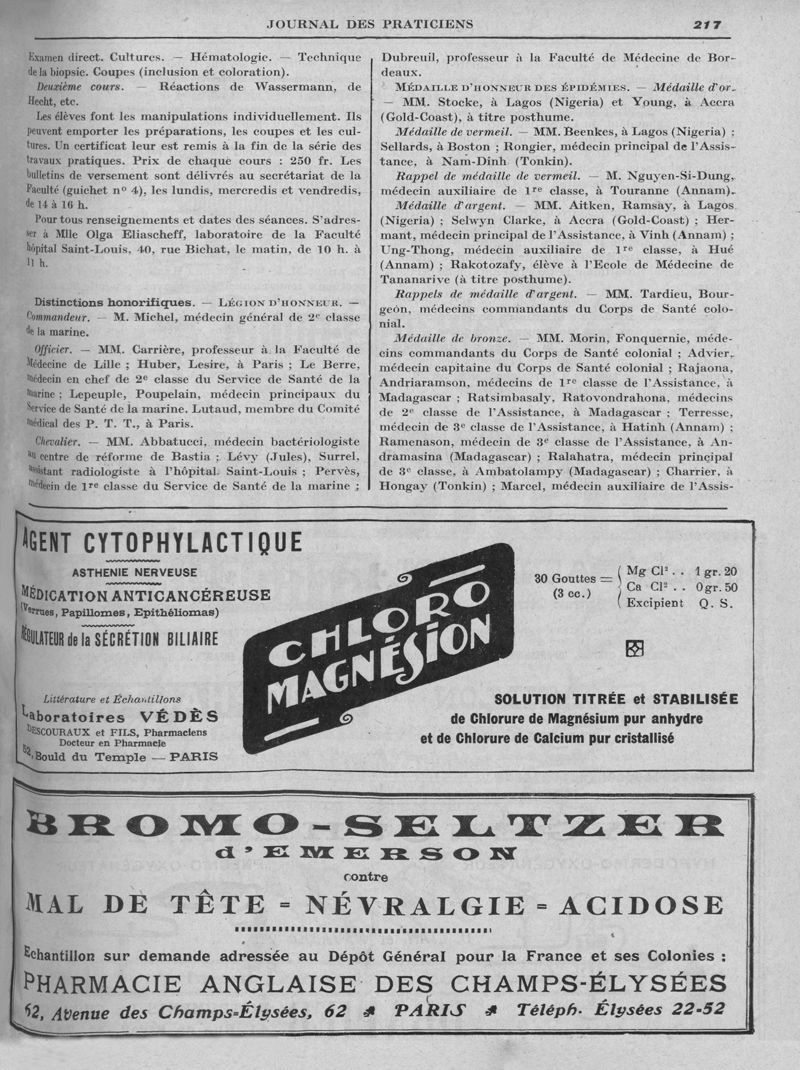 JOURNAL DES PRATICIENS
217
Examen direct. Cultures. — Hématologie. — Technique
de la biopsie. Coupes (inclusion et coloration).
Deuxième cours. — Réactions de Wassermann, de
Hecht, etc.
Les élèves font les manipulations individuellement. Ils
peuvent emporter les préparations, les coupes et les cul-
tures. Un certificat leur est remis à la fin de la série des
travaux pratiques. Prix de chaque cours : 250 fr. Les
bulletins de versement sont délivrés au secrétariat de la
Faculté (guichet nº 4), les lundis, mercredis et vendredis,
de 14 à 16 h.
Pour tous renseignements et dates des séances. S'adres-
ser à Mlle Olga Eliascheff, laboratoire de la Faculté
hôpital Saint-Louis, 40, rue Bichat, le matin, de 10 h. à
11 h.
Distinctions honorifiques. — LÉGION D'HONNEUR. —
Commandeur. — M. Michel, médecin général de 2e classe
de la marine.
Officier. — MM. Carrière, professeur à la Faculté de
Médecine de Lille ; Huber, Lesire, à Paris ; Le Berre,
médecin en chef de 2e classe du Service de Santé de la
marine ; Lepeuple, Poupelain, médecin principaux du
Service de Santé de la marine. Lutaud, membre du Comité
médical des P. T. T., à Paris.
Chevalier. — MM. Abbatucci, médecin bactériologiste
au centre de réforme de Bastia ; Lévy (Jules), Surrel,
assistant radiologiste à l'hôpital Saint-Louis ; Pervès,
médecin de 1re classe du Service de Santé de la marine ;
Dubreuil, professeur à la Faculté de Médecine de Bor-
deaux.
MÉDAILLE D'HONNEUR DES ÉPIDÉMIES. — Médaille d'or.
— MM. Stocke, à Lagos (Nigeria) et Young, à Accra
(Gold-Coast), à titre posthume.
Médaille de vermeil. — MM. Beenkes, à Lagos (Nigeria) ;
Sellards, à Boston ; Rongier, médecin principal de l'Assis-
tance, à Nam-Dinh (Tonkin).
Rappel de médaille de vermeil. — M. Nguyen-Si-Dung,
médecin auxiliaire de 1re classe, à Touranne (Annam).
Médaille d'argent. — MM. Aitken, Ramsay, à Lagos
(Nigeria) ; Selwyn Clarke, à Accra (Gold-Coast) ; Her-
mant, médecin principal de l'Assistance, à Vinh (Annam) ;
Ung-Thong, médecin auxiliaire de 1re classe, à Hué
(Annam) ; Rakotozafy, élève à l'Ecole de Médecine de
Tananarive (à titre posthume).
Rappels de médaille d'argent. — MM. Tardieu, Bour-
geon, médecins commandants du Corps de Santé colo-
nial.
Médaille de bronze. — MM. Morin, Fonquernie, méde-
cins commandants du Corps de Santé colonial ; Advier,
médecin capitaine du Corps de Santé colonial ; Rajaona,
Andriaramson, médecins de 1re classe de l'Assistance, à
Madagascar ; Ratsimbasaly, Ratovondrahona, médecins
de 2e classe de l'Assistance, à Madagascar ; Terresse,
médecin de 3e classe de l'Assistance, à Hatinh (Annam) ;
Ramenason, médecin de 3e classe de l'Assistance, à An-
dramasina (Madagascar) ; Ralahatra, médecin principal
de 3e classe, à Ambatolampy (Madagascar) ; Charrier, à
Hongay (Tonkin) ; Marcel, médecin auxiliaire de l'Assis-
AGENT CYTOPHYLACTIQUE
ASTHENIE NERVEUSE
MÉDICATION ANTICANCÉREUSE
(Verrues, Papillomes, Epithéliomas)
RÉGULATEUR de la SÉCRÉTION BILIAIRE
Littérature et Échantillons
Laboratoires VÉDÈS
DESCOURAUX et FILS, Pharmaciens
Docteur en Pharmacie
52, Bould du Temple — PARIS
CHLORO
MAGNÉSION
30 Gouttes =
(3 cc.)
Mg Cl² . . 1 gr. 20
Ca Cl² . . 0 gr. 50
Excipient Q. S.
SOLUTION TITRÉE et STABILISÉE
de Chlorure de Magnésium pur anhydre
et de Chlorure de Calcium pur cristallisé
BROMO-SELTZER
d'EMERSON
contre
MAL DE TÊTE = NÉVRALGIE = ACIDOSE
Echantillon sur demande adressée au Dépôt Général pour la France et ses Colonies :
PHARMACIE ANGLAISE DES CHAMPS-ÉLYSÉES
62, Avenue des Champs-Élysées, 62 PARIS Téléph. Élysées 22-52